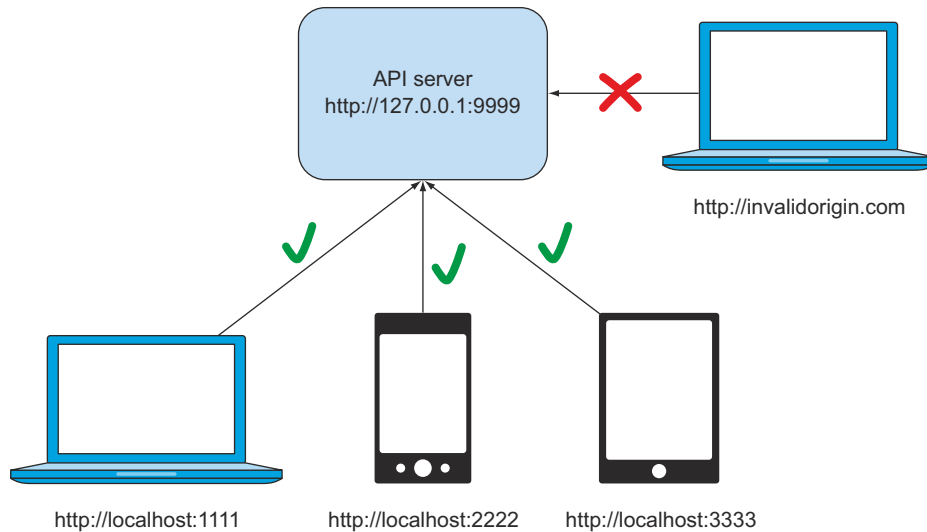 API server
http://127.0.0.1:9999
http://invalidorigin.com
http://localhost:1111
http://localhost:2222
http://localhost:3333